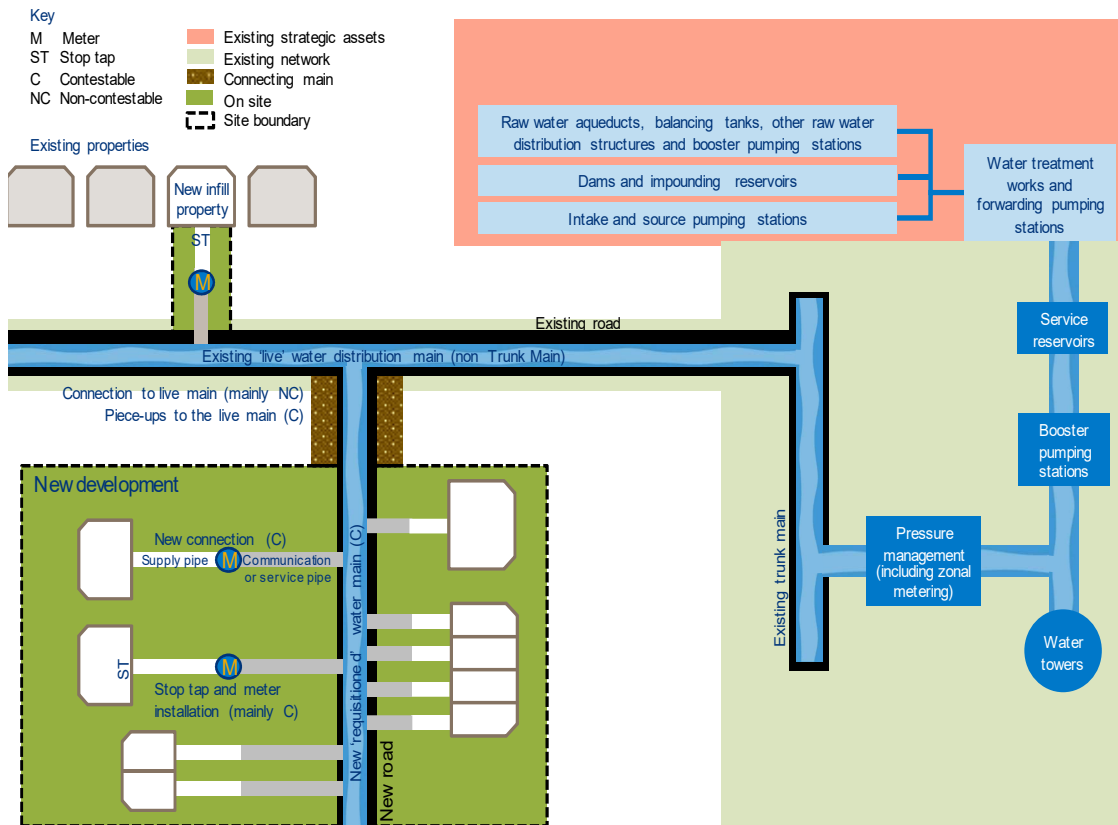 Key
M Meter
ST Stop tap
C Contestable
NC Non-contestable
Existing strategic assets
Existing network
Connecting main
On site
Site boundary
Existing properties
New infill
property
ST
M
Raw water aqueducts, balancing tanks, other raw water
distribution structures and booster pumping stations
Dams and impounding reservoirs
Intake and source pumping stations
Water treatment
works and
forwarding pumping
stations
Existing road
Existing 'live' water distribution main (non Trunk Main)
Service
reservoirs
Connection to live main (mainly NC)
Piece-ups to the live main (C)
Booster
pumping
stations
New development
New connection (C)
Supply pipe
M
Communication
or service pipe
ST
M
Stop tap and meter
installation (mainly C)
New 'requisitioned' water main (C)
New road
Existing trunk main
Pressure
management
(including zonal
metering)
Water
towers